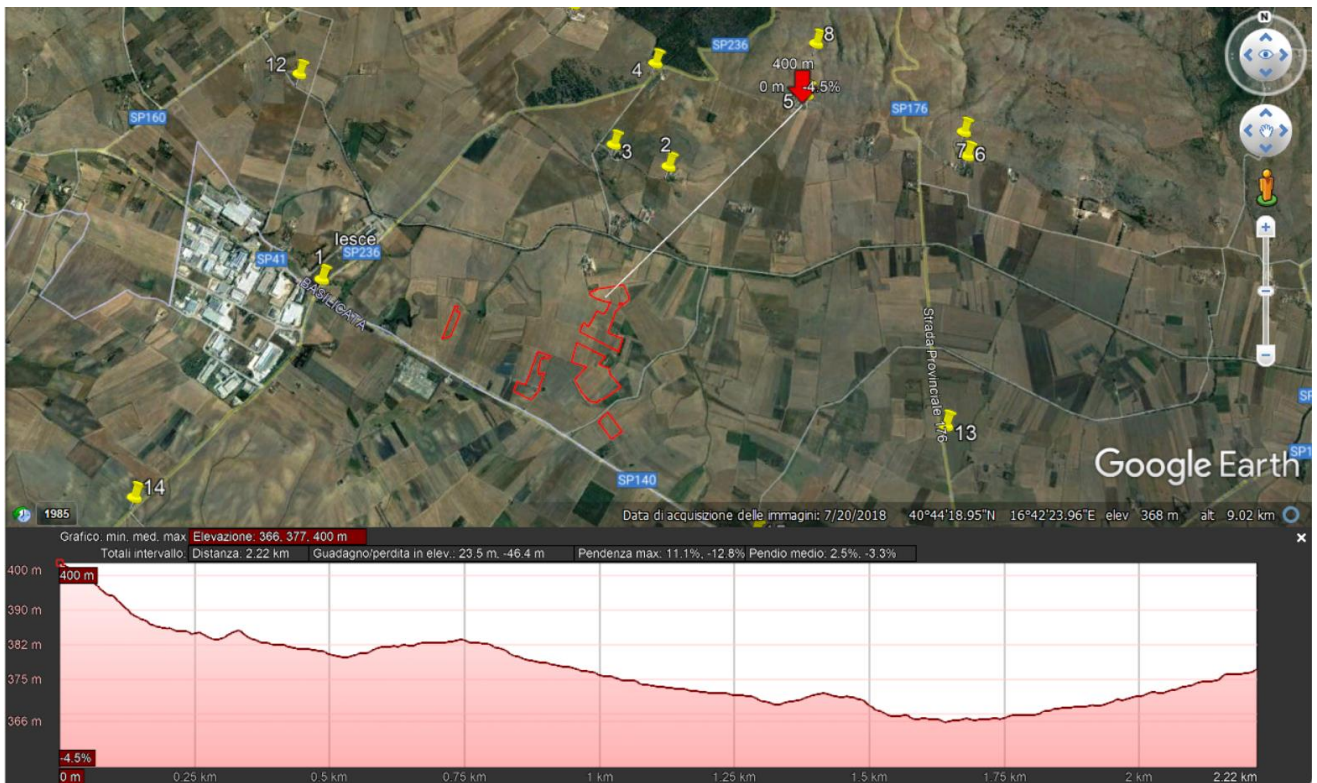 N
8
SP236
12
4
400 m
0 m -4.5%
5
SP176
SP160
3
2
7 6
Iesce
SP236
SP41
1
BASILICATA
Strada Provinciale 176
13
SP140
14
Google Earth
1985
Data di acquisizione delle immagini: 7/20/2018 40°44'18.95"N 16°42'23.96"E elev 368 m alt 9.02 km
Grafico: min. med. max Elevazione: 366, 377, 400 m
Totali intervallo: Distanza: 2.22 km Guadagno/perdita in elev.: 23.5 m, -46.4 m Pendenza max: 11.1%, -12.8% Pendio medio: 2.5%, -3.3%
400 m
400 m
390 m
382 m
375 m
366 m
-4.5%
0 m 0.25 km 0.5 km 0.75 km 1 km 1.25 km 1.5 km 1.75 km 2 km 2.22 km